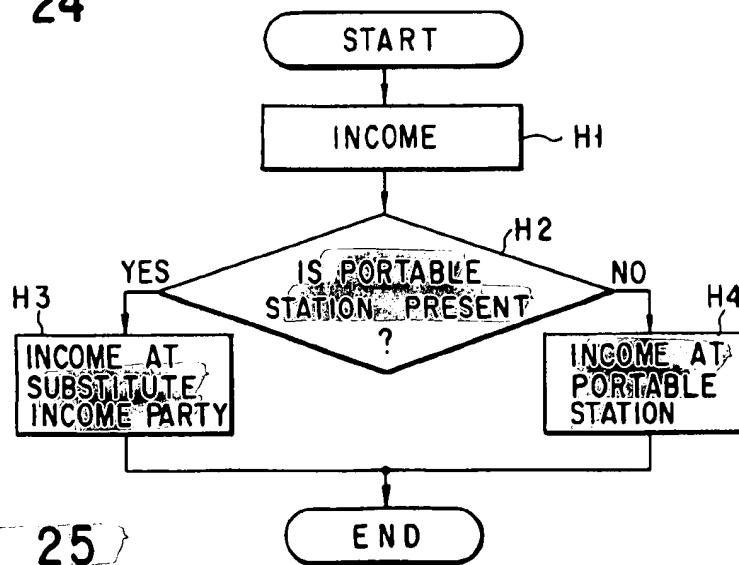 24
START
INCOME
H1
H2
IS PORTABLE
STATION PRESENT
?
YES
NO
H3
H4
INCOME AT
SUBSTITUTE
INCOME PARTY
INCOME AT
PORTABLE
STATION
END
25